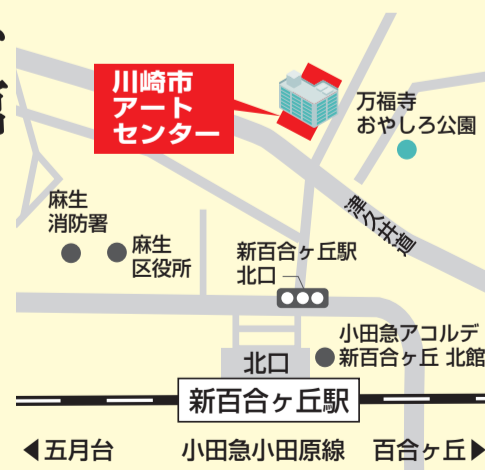 川崎市
アート
センター
万福寺
おやしろ公園
津久井道
麻生
消防署
麻生
区役所
新百合ヶ丘駅
北口
小田急アコルデ
新百合ヶ丘 北館
北口
新百合ヶ丘駅
◀五月台
小田急小田原線
百合ヶ丘▶